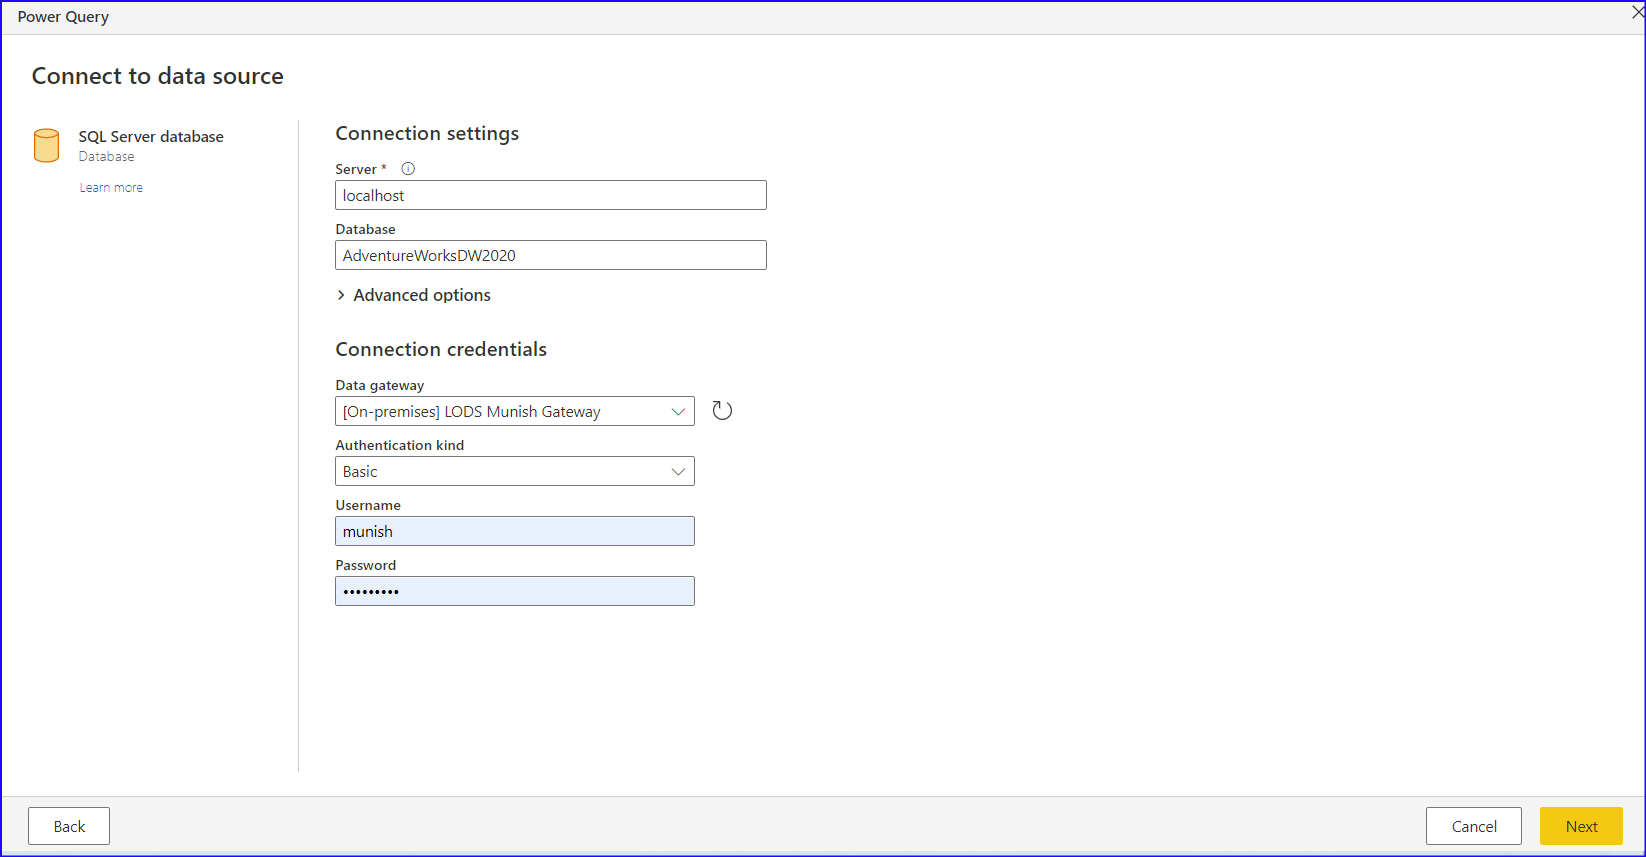 Power Query
Connect to data source
SQL Server database
Database
Learn more
Connection settings
Server *
localhost
Database
AdventureWorksDW2020
Advanced options
Connection credentials
Data gateway
[On-premises] LODS Munish Gateway
Authentication kind
Basic
Username
munish
Password
•••••••••
Back
Cancel
Next